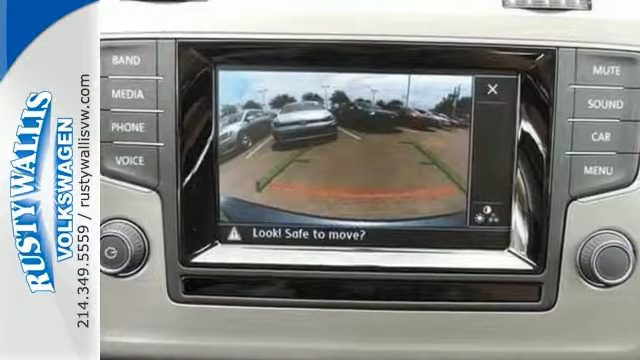 RUSTY WALLIS
VOLKSWAGEN
214.349.5559 / rustywallisvw.com
BAND
MEDIA
PHONE
VOICE
Look! Safe to move?
MUTE
SOUND
CAR
MENU